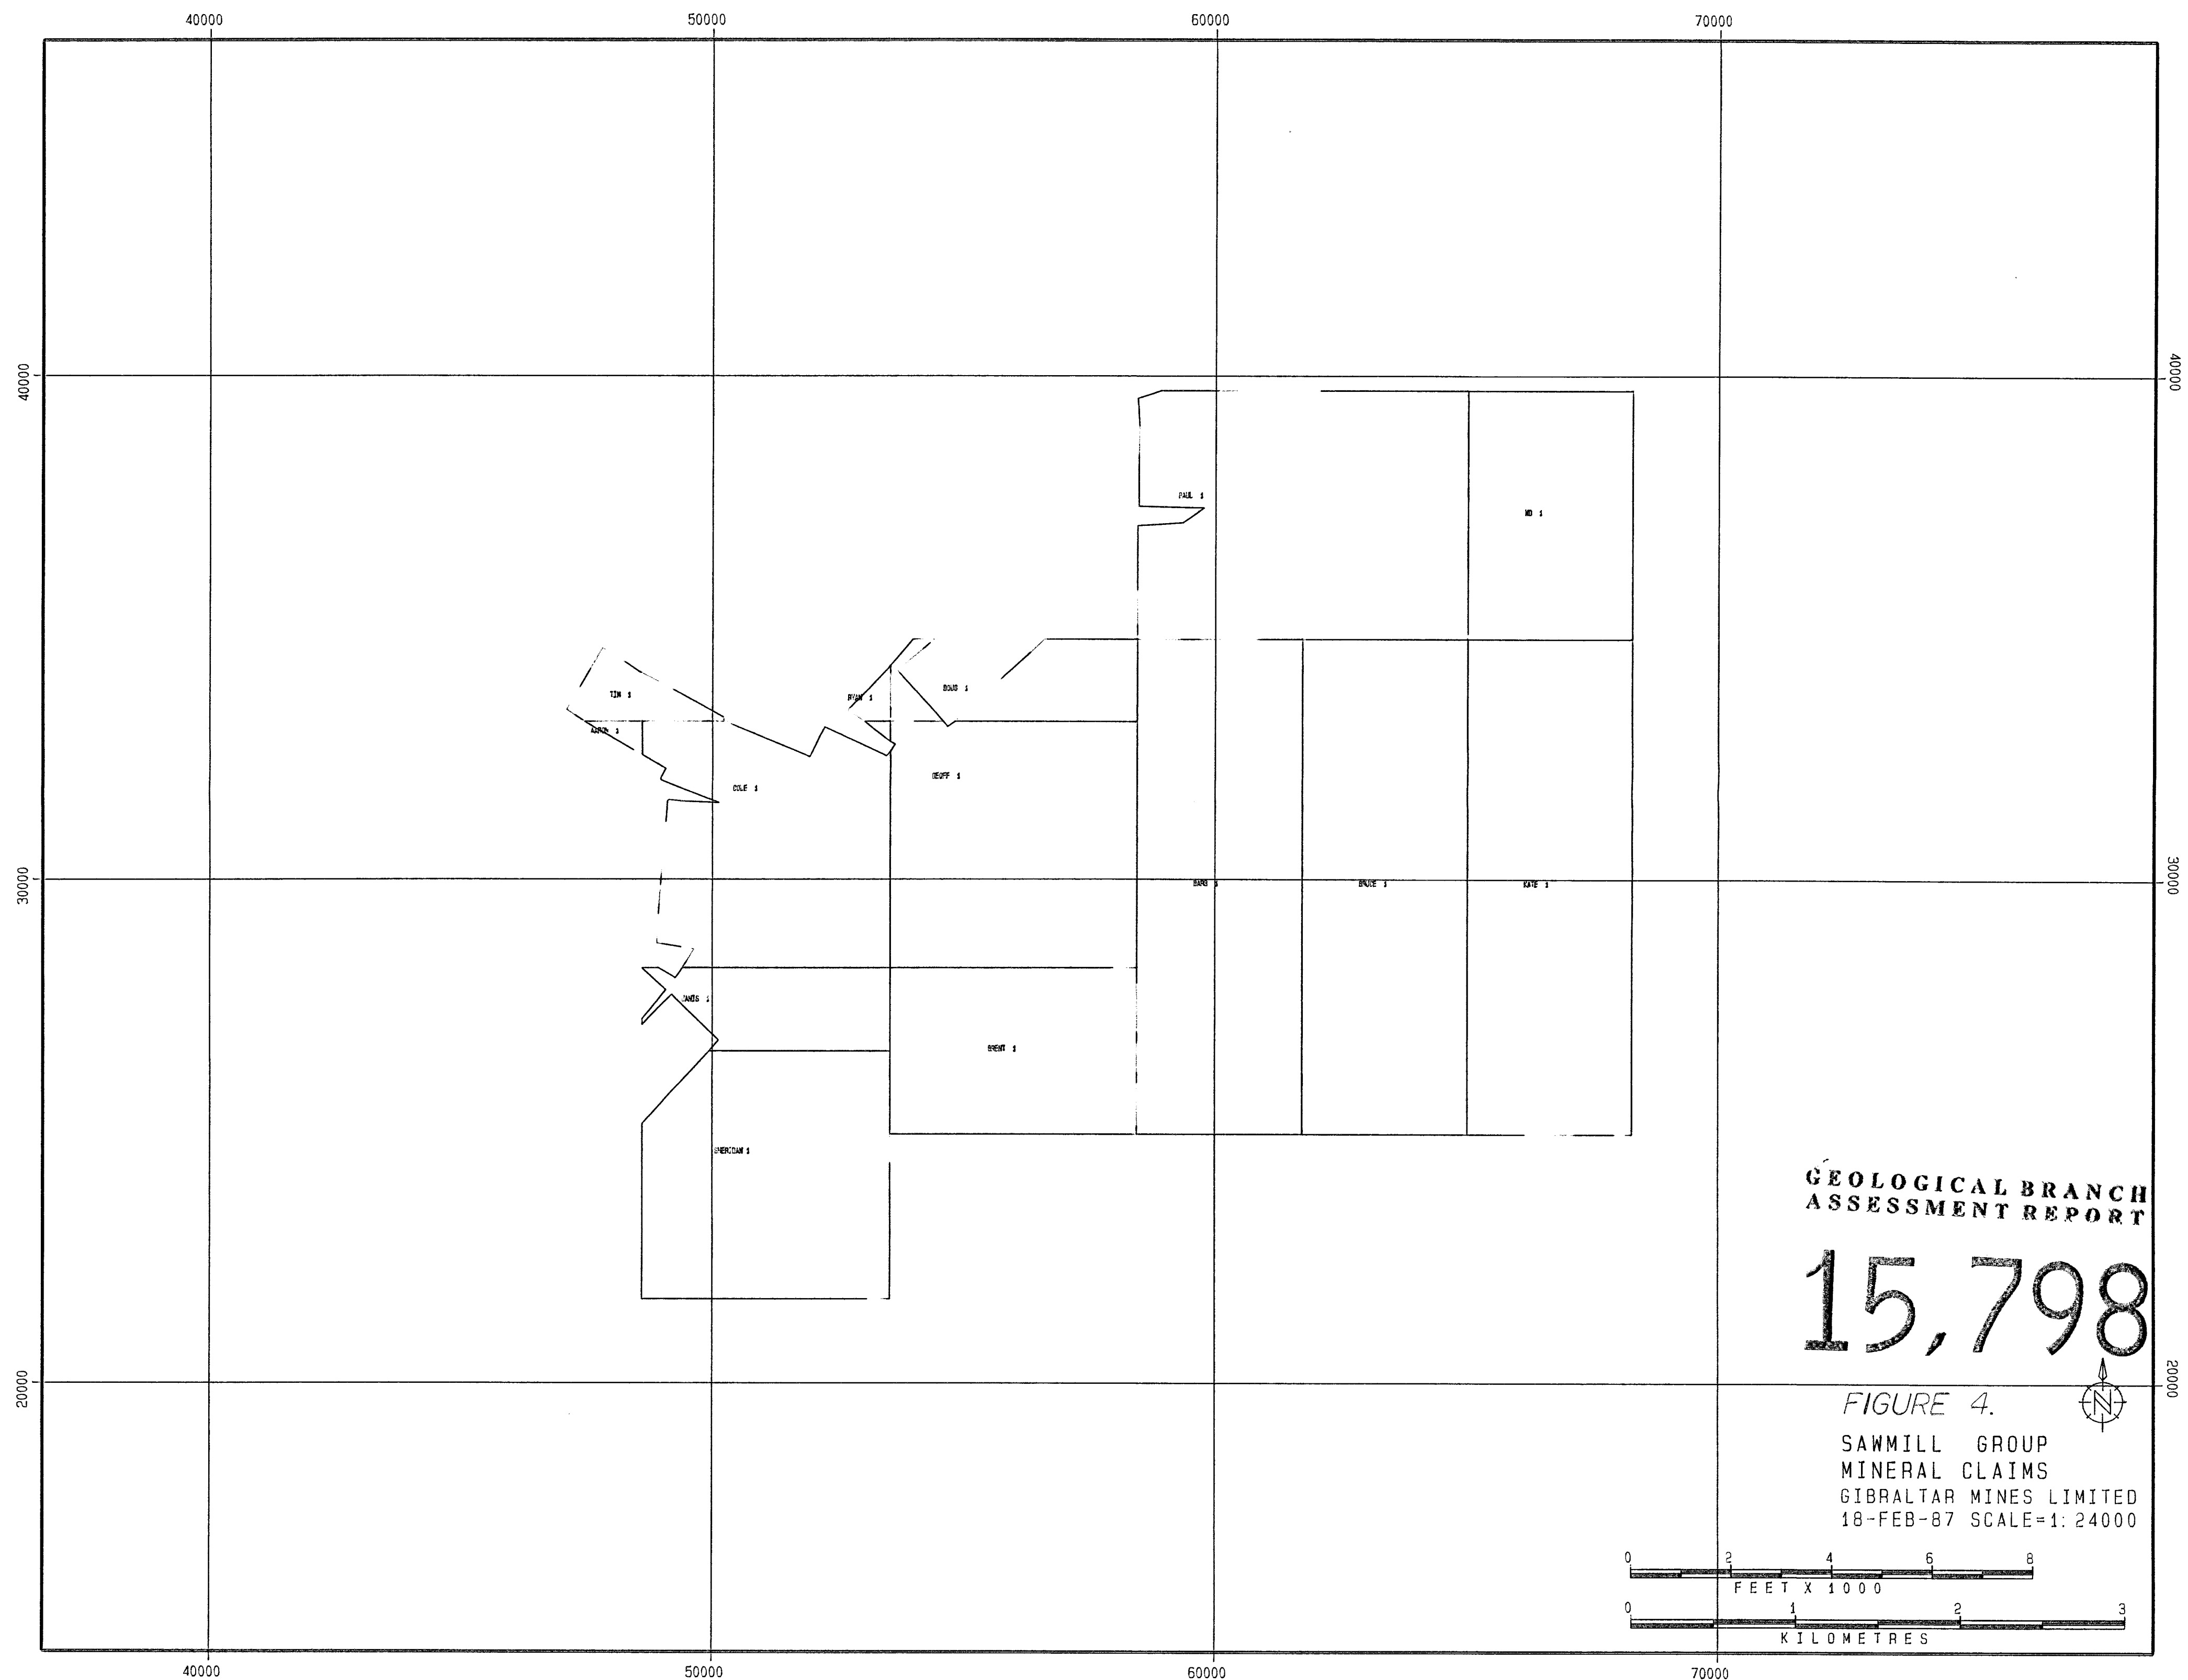 40000 50000 60000 70000
40000 40000
PAUL 1
MO 1
TIM 1
RYAN 1
DOUG 1
AARON 1
GEOFF 1
COLE 1
30000 30000
BARB 1
BRUCE 1
KATE 1
JANIS 1
BRENT 1
SHERIDAN 1
GEOLOGICAL BRANCH
ASSESSMENT REPORT
15,798
20000 20000
FIGURE 4.
N
SAWMILL GROUP
MINERAL CLAIMS
GIBRALTAR MINES LIMITED
18-FEB-87 SCALE=1:24000
0 2 4 6 8
FEET X 1000
0 1 2 3
KILOMETRES
40000 50000 60000 70000